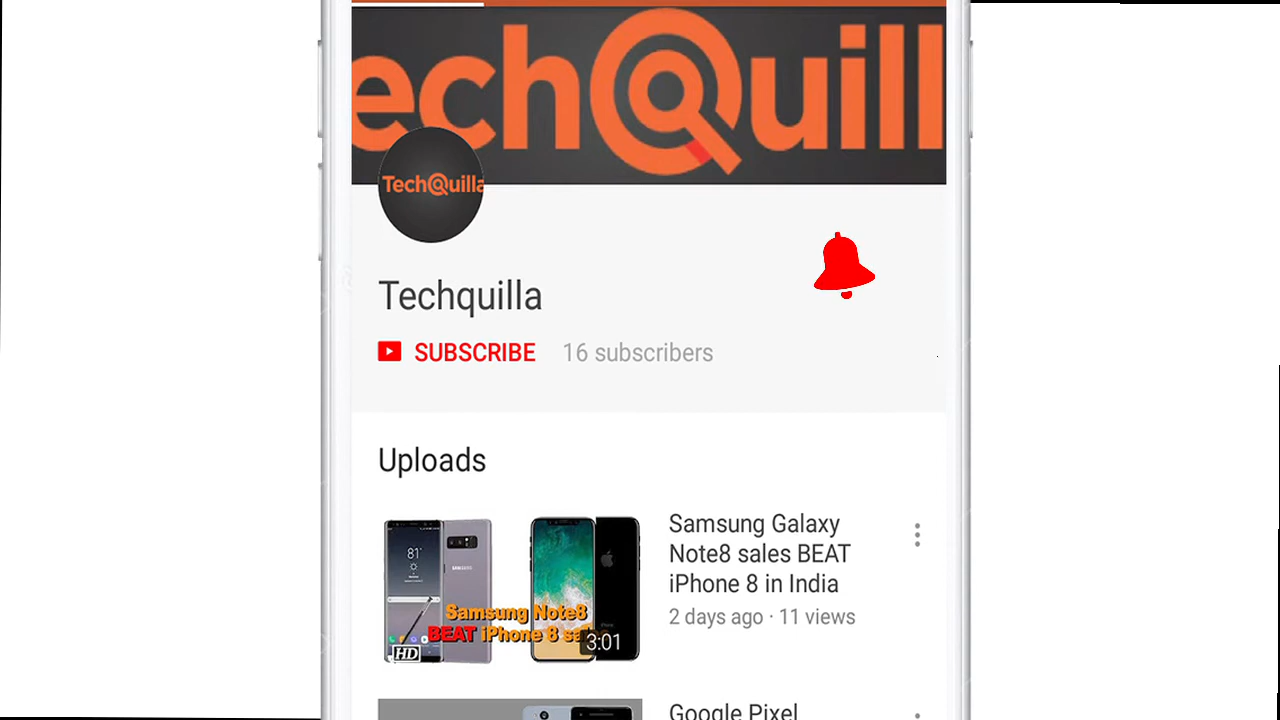 echQuill
TechQuilla
Techquilla
SUBSCRIBE 16 subscribers
Uploads
81°
SAMSUNG
Samsung Note8
BEAT iPhone 8 sa
3:01
HD
Samsung Galaxy
Note8 sales BEAT
iPhone 8 in India
2 days ago · 11 views
Google Pixel